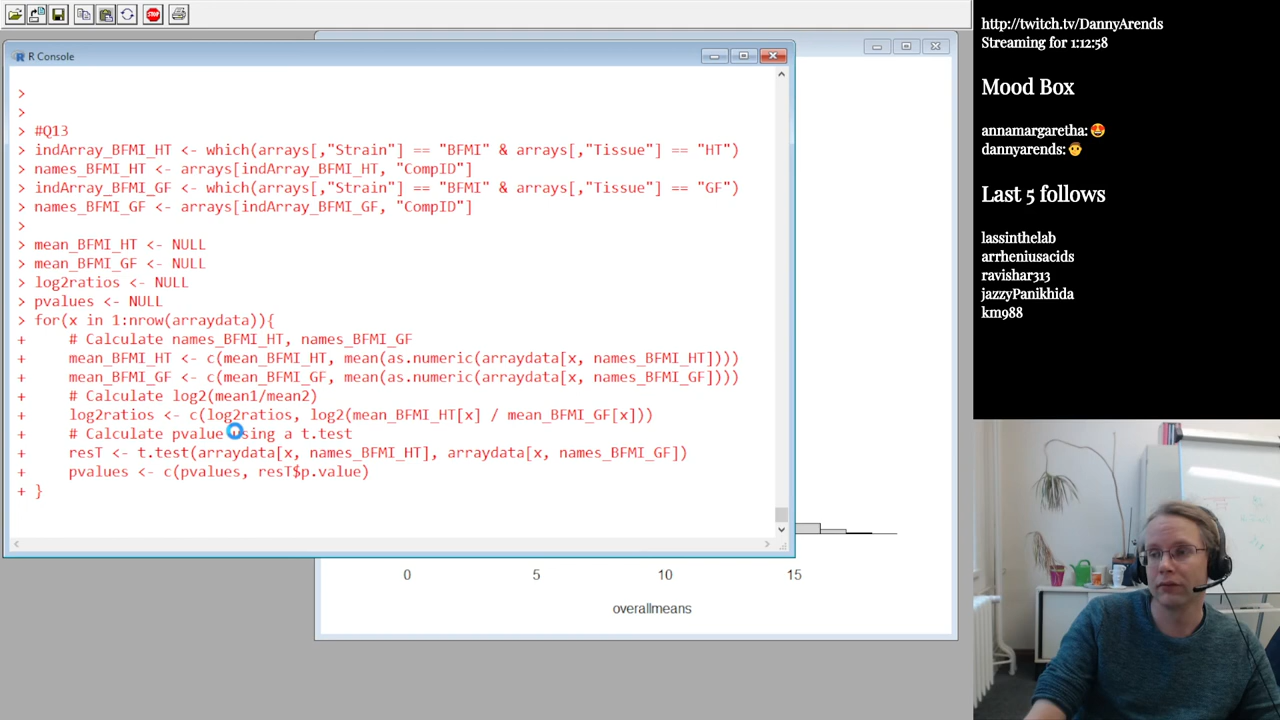 R Console
>
>
> #Q13
> indArray_BFMI_HT <- which(arrays[,"Strain"] == "BFMI" & arrays[,"Tissue"] == "HT")
> names_BFMI_HT <- arrays[indArray_BFMI_HT, "CompID"]
> indArray_BFMI_GF <- which(arrays[,"Strain"] == "BFMI" & arrays[,"Tissue"] == "GF")
> names_BFMI_GF <- arrays[indArray_BFMI_GF, "CompID"]
>
> mean_BFMI_HT <- NULL
> mean_BFMI_GF <- NULL
> log2ratios <- NULL
> pvalues <- NULL
> for(x in 1:nrow(arraydata)){
+    # Calculate names_BFMI_HT, names_BFMI_GF
+    mean_BFMI_HT <- c(mean_BFMI_HT, mean(as.numeric(arraydata[x, names_BFMI_HT])))
+    mean_BFMI_GF <- c(mean_BFMI_GF, mean(as.numeric(arraydata[x, names_BFMI_GF])))
+    # Calculate log2(mean1/mean2)
+    log2ratios <- c(log2ratios, log2(mean_BFMI_HT[x] / mean_BFMI_GF[x]))
+    # Calculate pvalue using a t.test
+    resT <- t.test(arraydata[x, names_BFMI_HT], arraydata[x, names_BFMI_GF])
+    pvalues <- c(pvalues, resT$p.value)
+ }
0 5 10 15
overallmeans
STOP
http://twitch.tv/DannyArends
Streaming for 1:12:58
Mood Box
annamargaretha: 😍
dannyarends: 👨
Last 5 follows
lassinthelab
arrheniusacids
ravishar313
jazzyPanikhida
km988